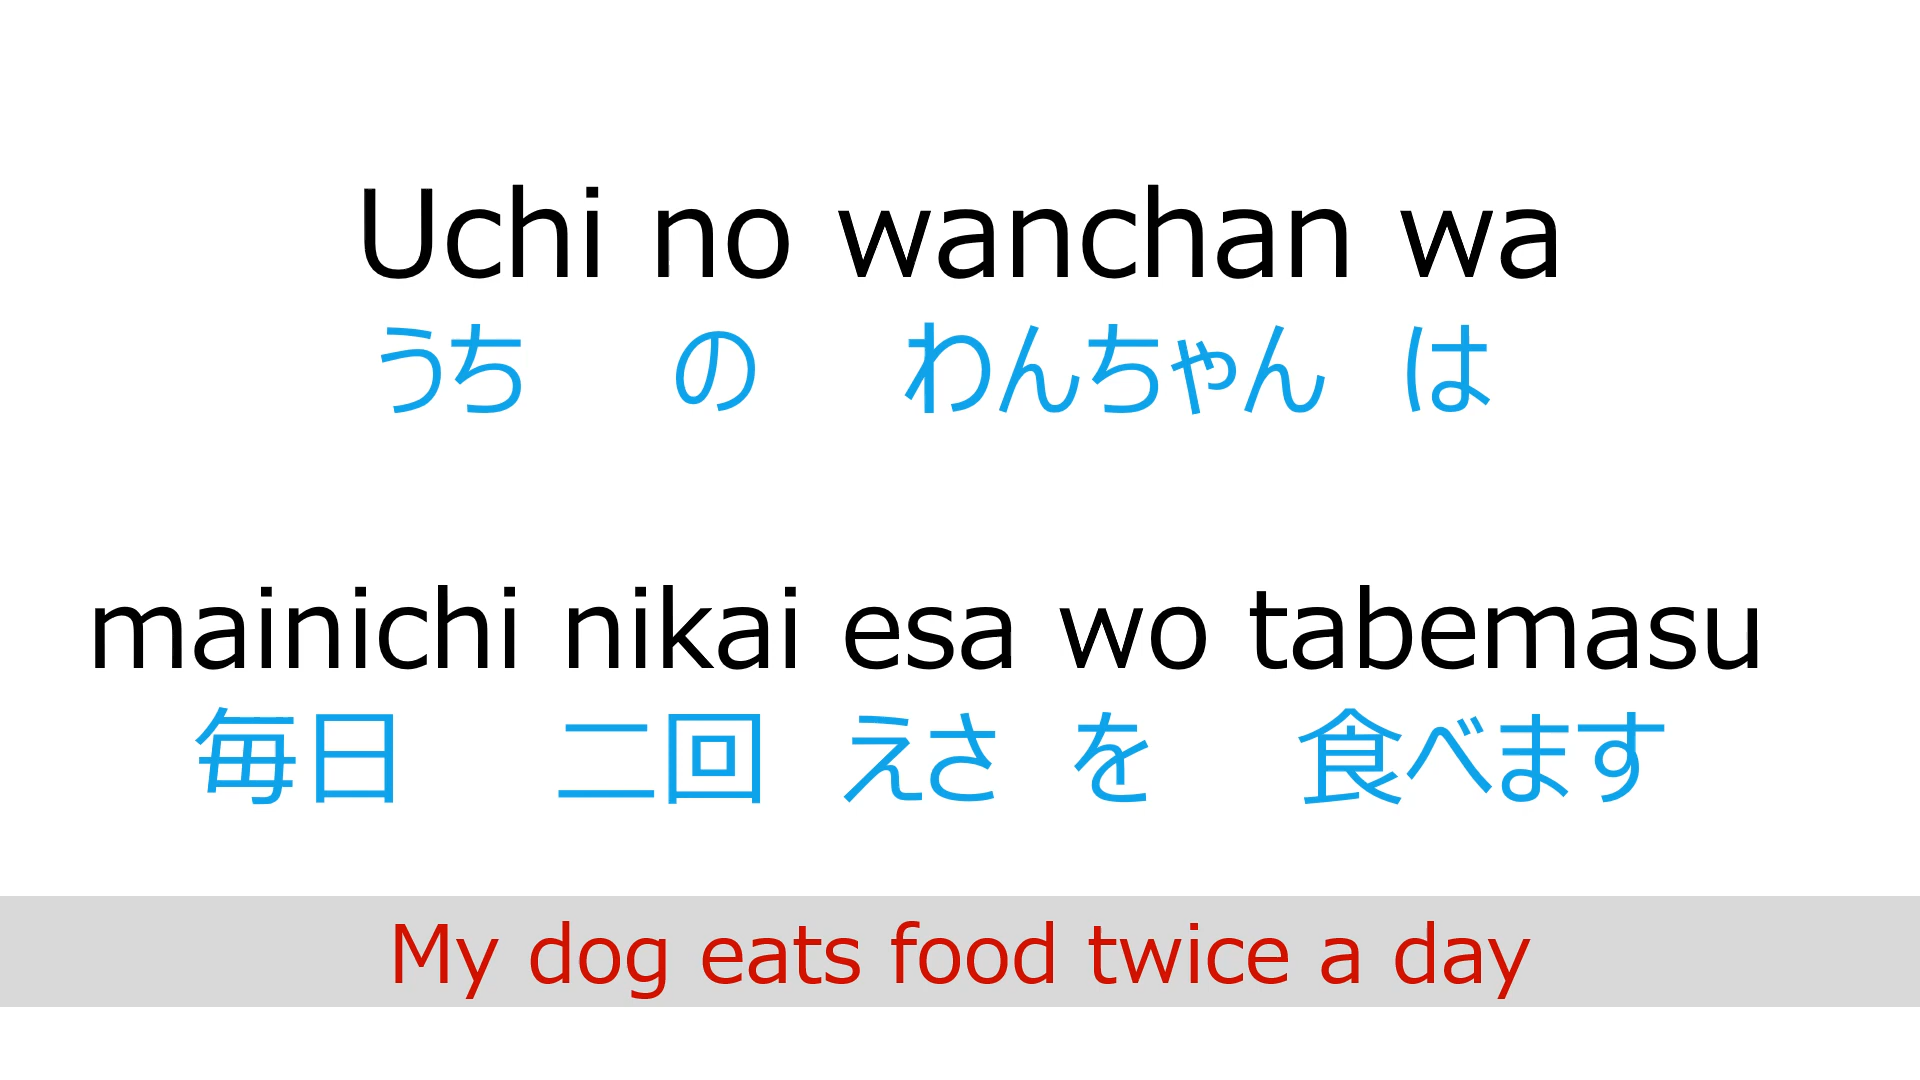 Uchi no wanchan wa
うち の わんちゃん は
mainichi nikai esa wo tabemasu
毎日 二回 えさ を 食べます
My dog eats food twice a day